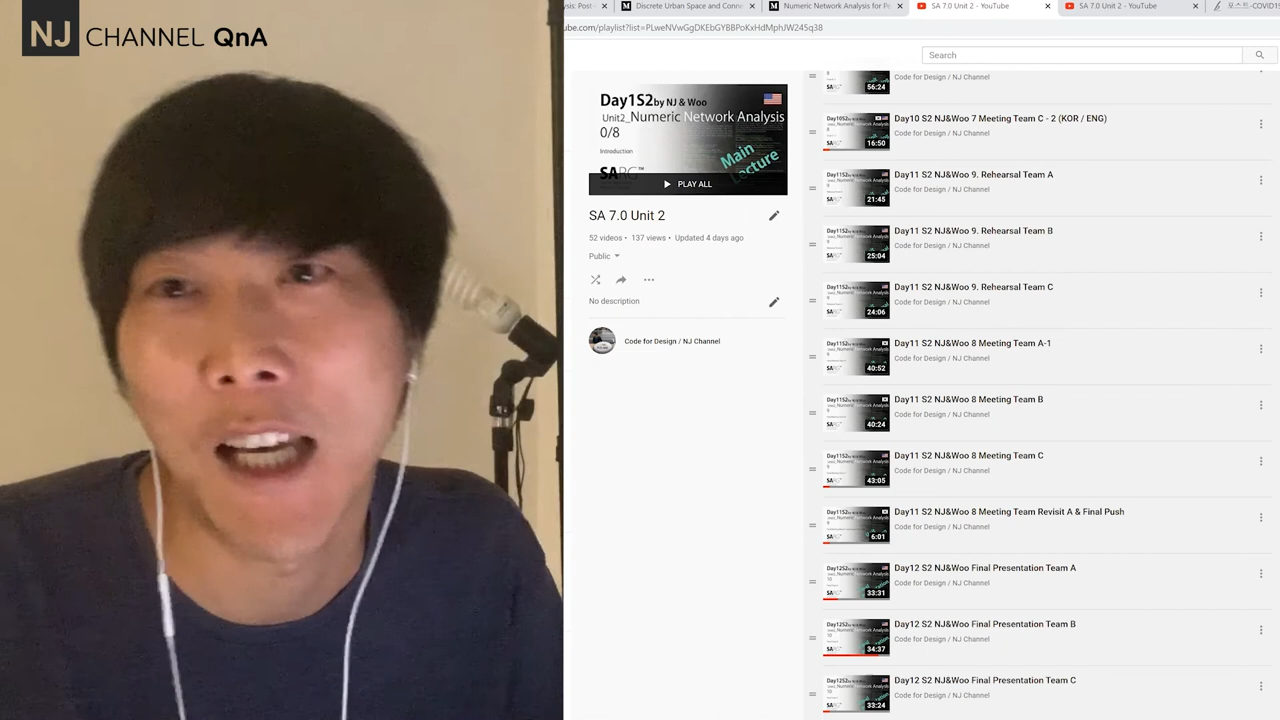 NJ CHANNEL QnA
Discrete Urban Space and Conne
Numeric Network Analysis for Pe
SA 7.0 Unit 2 - YouTube
SA 7.0 Unit 2 - YouTube
ube.com/playlist?list=PLweNVwGgDKEbGYBBPoKxHdMphJW245q38
Search
Day1S2 by NJ & Woo
Unit2_Numeric Network Analysis
0/8
Introduction
Main Lecture
PLAY ALL
SA 7.0 Unit 2
52 videos • 137 views • Updated 4 days ago
Public
No description
Code for Design / NJ Channel
Code for Design / NJ Channel
56:24
Day10 S2 NJ&Woo 7 Meeting Team C - 2 (KOR / ENG)
Code for Design / NJ Channel
16:50
Day11 S2 NJ&Woo 9. Rehearsal Team A
Code for Design / NJ Channel
21:45
Day11 S2 NJ&Woo 9. Rehearsal Team B
Code for Design / NJ Channel
25:04
Day11 S2 NJ&Woo 9. Rehearsal Team C
Code for Design / NJ Channel
24:06
Day11 S2 NJ&Woo 8 Meeting Team A-1
Code for Design / NJ Channel
40:52
Day11 S2 NJ&Woo 8 Meeting Team B
Code for Design / NJ Channel
40:24
Day11 S2 NJ&Woo 8 Meeting Team C
Code for Design / NJ Channel
43:05
Day11 S2 NJ&Woo 8 Meeting Team Revisit A & Final Push
Code for Design / NJ Channel
6:01
Day12 S2 NJ&Woo Final Presentation Team A
Code for Design / NJ Channel
33:31
Day12 S2 NJ&Woo Final Presentation Team B
Code for Design / NJ Channel
34:37
Day12 S2 NJ&Woo Final Presentation Team C
Code for Design / NJ Channel
33:24